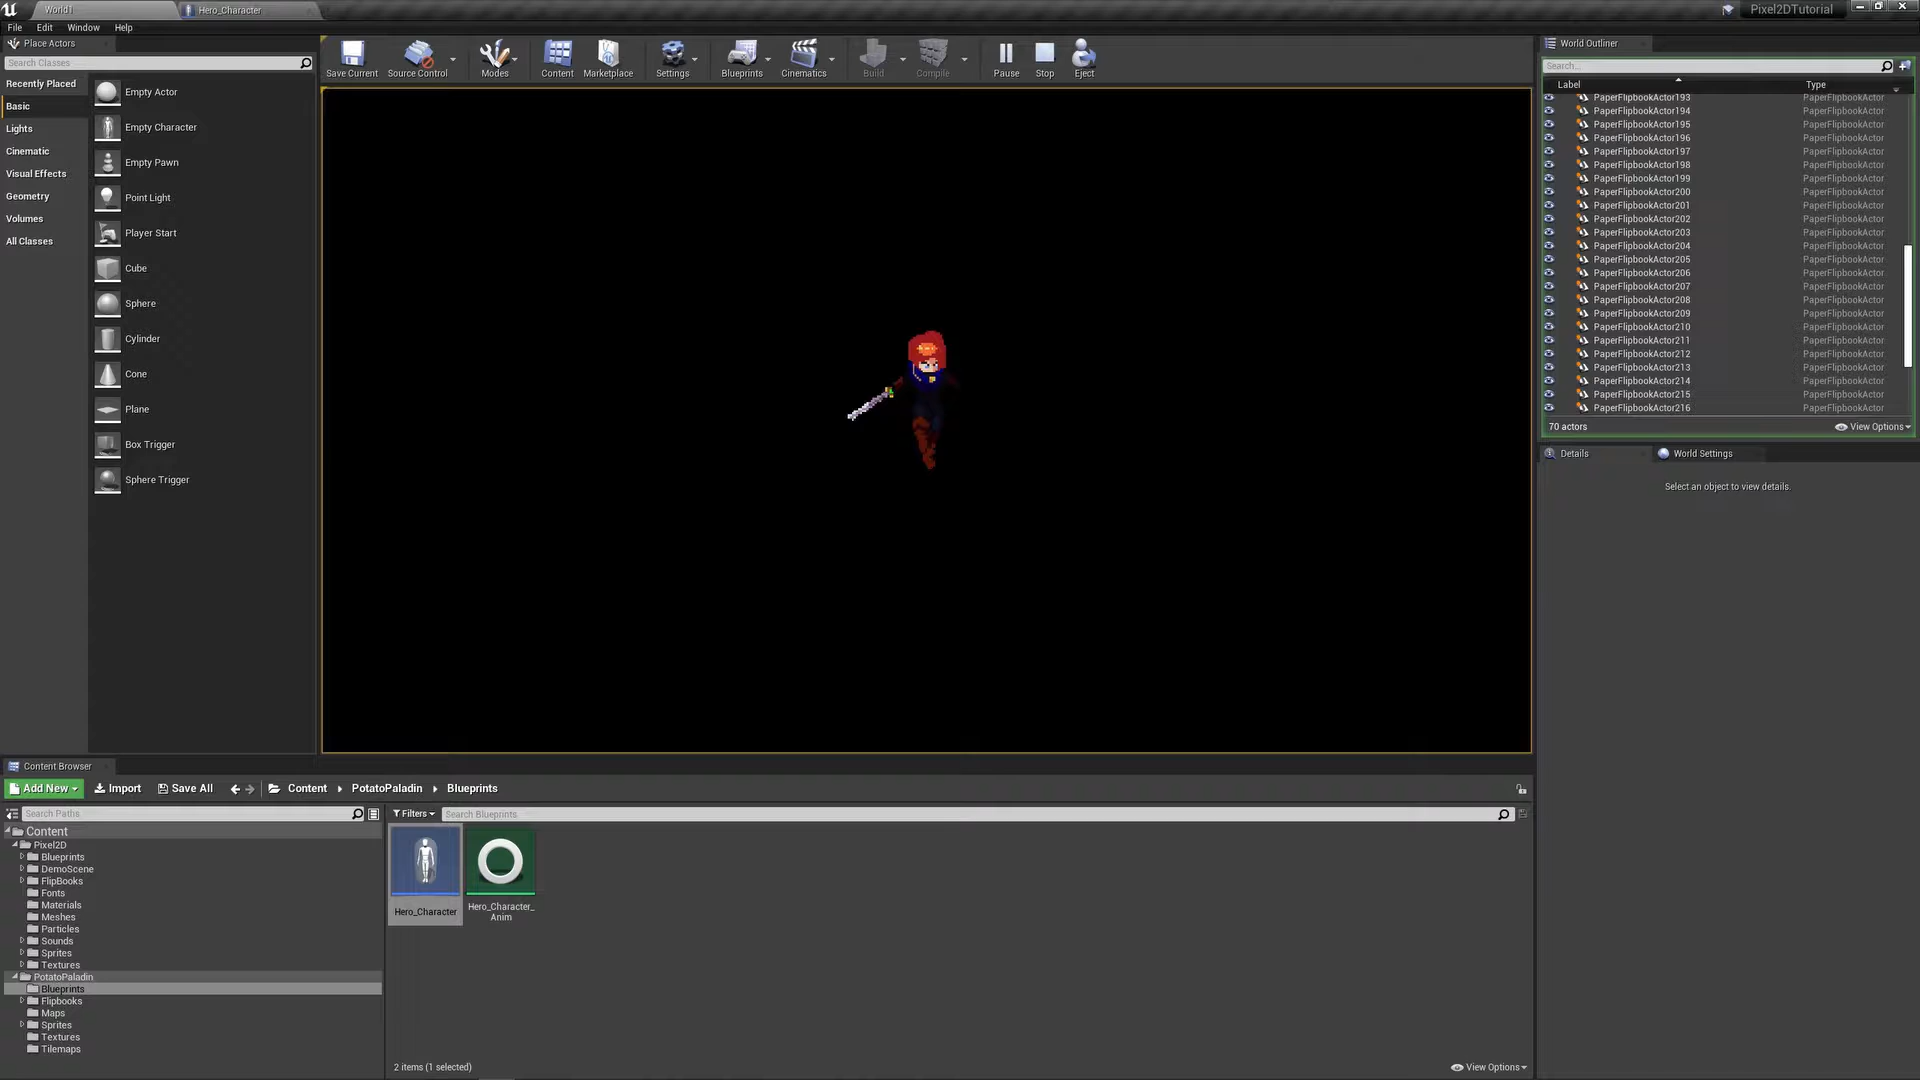 World1
Hero_Character
Pixel2DTutorial
File
Edit
Window
Help
Place Actors
Search Classes
Recently Placed
Basic
Lights
Cinematic
Visual Effects
Geometry
Volumes
All Classes
Empty Actor
Empty Character
Empty Pawn
Point Light
Player Start
Cube
Sphere
Cylinder
Cone
Plane
Box Trigger
Sphere Trigger
Save Current
Source Control
Modes
Content
Marketplace
Settings
Blueprints
Cinematics
Build
Compile
Pause
Stop
Eject
World Outliner
Search...
Label
Type
PaperFlipbookActor193 PaperFlipbookActor
PaperFlipbookActor194 PaperFlipbookActor
PaperFlipbookActor195 PaperFlipbookActor
PaperFlipbookActor196 PaperFlipbookActor
PaperFlipbookActor197 PaperFlipbookActor
PaperFlipbookActor198 PaperFlipbookActor
PaperFlipbookActor199 PaperFlipbookActor
PaperFlipbookActor200 PaperFlipbookActor
PaperFlipbookActor201 PaperFlipbookActor
PaperFlipbookActor202 PaperFlipbookActor
PaperFlipbookActor203 PaperFlipbookActor
PaperFlipbookActor204 PaperFlipbookActor
PaperFlipbookActor205 PaperFlipbookActor
PaperFlipbookActor206 PaperFlipbookActor
PaperFlipbookActor207 PaperFlipbookActor
PaperFlipbookActor208 PaperFlipbookActor
PaperFlipbookActor209 PaperFlipbookActor
PaperFlipbookActor210 PaperFlipbookActor
PaperFlipbookActor211 PaperFlipbookActor
PaperFlipbookActor212 PaperFlipbookActor
PaperFlipbookActor213 PaperFlipbookActor
PaperFlipbookActor214 PaperFlipbookActor
PaperFlipbookActor215 PaperFlipbookActor
PaperFlipbookActor216 PaperFlipbookActor
70 actors
View Options
Details
World Settings
Select an object to view details.
Content Browser
Add New
Import
Save All
Content
PotatoPaladin
Blueprints
Search Paths
Filters
Search Blueprints
Content
Pixel2D
Blueprints
DemoScene
FlipBooks
Fonts
Materials
Meshes
Particles
Sounds
Sprites
Textures
PotatoPaladin
Blueprints
Flipbooks
Maps
Sprites
Textures
Tilemaps
Hero_Character
Hero_Character_
Anim
2 items (1 selected)
View Options